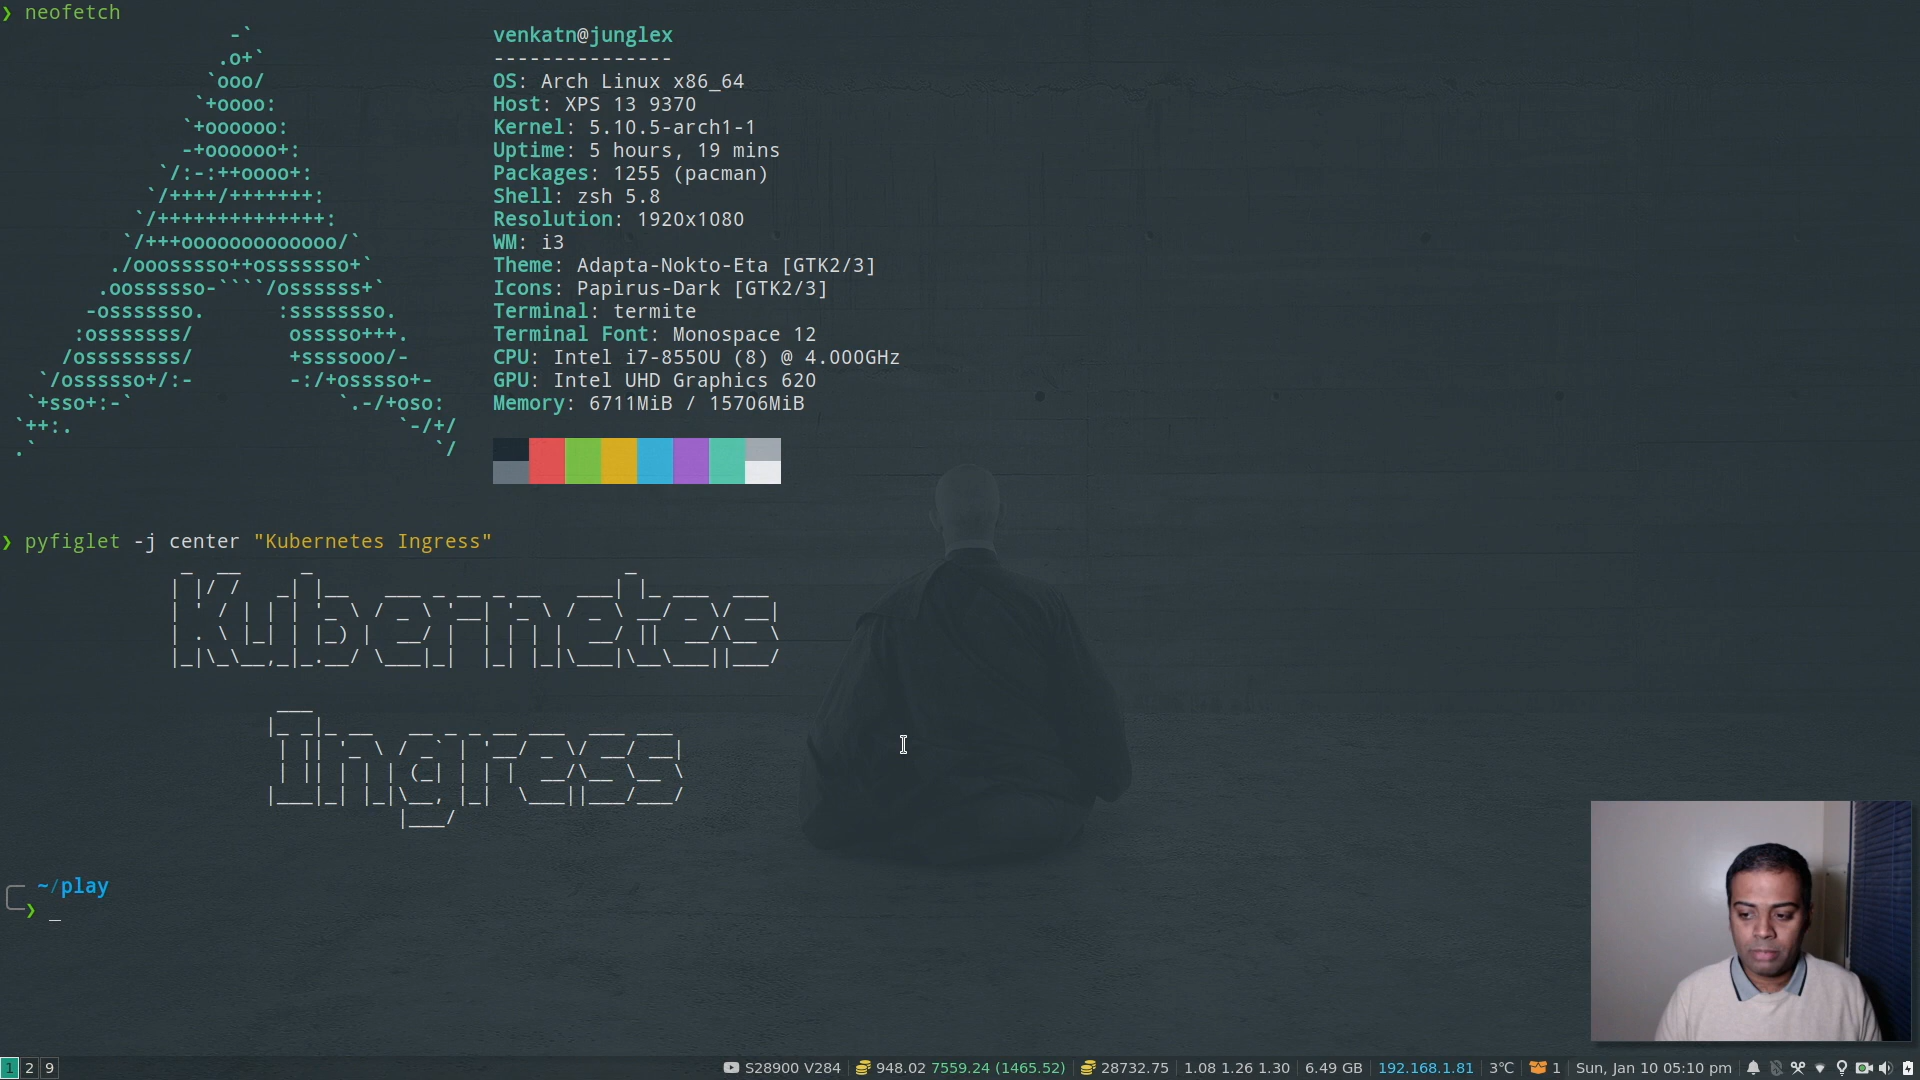 ❯ neofetch
venkatn@junglex
---------------
OS: Arch Linux x86_64
Host: XPS 13 9370
Kernel: 5.10.5-arch1-1
Uptime: 5 hours, 19 mins
Packages: 1255 (pacman)
Shell: zsh 5.8
Resolution: 1920x1080
WM: i3
Theme: Adapta-Nokto-Eta [GTK2/3]
Icons: Papirus-Dark [GTK2/3]
Terminal: termite
Terminal Font: Monospace 12
CPU: Intel i7-8550U (8) @ 4.000GHz
GPU: Intel UHD Graphics 620
Memory: 6711MiB / 15706MiB
❯ pyfiglet -j center "Kubernetes Ingress"
Kubernetes
Ingress
~/play
❯ _
1 2 9 S28900 V284 948.02 7559.24 (1465.52) 28732.75 1.08 1.26 1.30 6.49 GB 192.168.1.81 3°C 1 Sun, Jan 10 05:10 pm